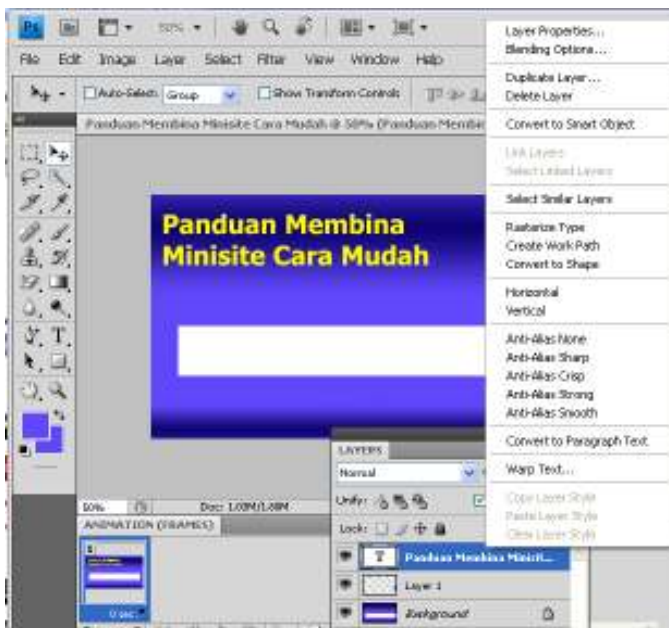 Ps
50%
File Edit Image Layer Select Filter View Window Help
Auto-Select: Group Show Transform Controls
Panduan Membina Minisite Cara Mudah @ 50% (Panduan Membin
Panduan Membina
Minisite Cara Mudah
50% Doc: 1.00M/1.88M
ANIMATION (FRAMES)
1
0 sec.
LAYERS
Normal
Unify:
Lock:
T Panduan Membina Minisit...
Layer 1
Background
Layer Properties...
Blending Options...
Duplicate Layer...
Delete Layer
Convert to Smart Object
Link Layers
Select Linked Layers
Select Similar Layers
Rasterize Type
Create Work Path
Convert to Shape
Horizontal
Vertical
Anti-Alias None
Anti-Alias Sharp
Anti-Alias Crisp
Anti-Alias Strong
Anti-Alias Smooth
Convert to Paragraph Text
Warp Text...
Copy Layer Style
Paste Layer Style
Clear Layer Style